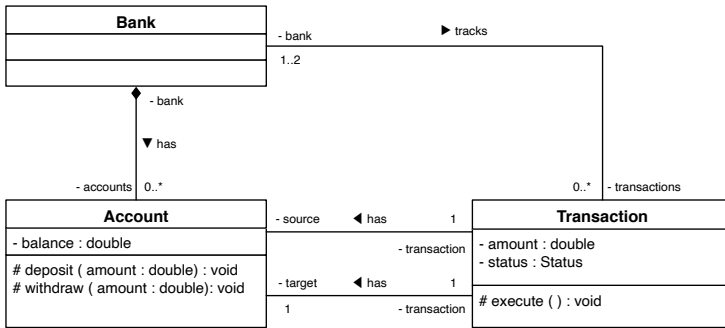 Bank
- bank
▶ tracks
1..2
- bank
▼ has
- accounts
0..*
0..*
- transactions
Account
- balance : double
# deposit ( amount : double) : void
# withdraw ( amount : double): void
- source
◀ has
1
- transaction
- target
◀ has
1
1
- transaction
Transaction
- amount : double
- status : Status
# execute ( ) : void